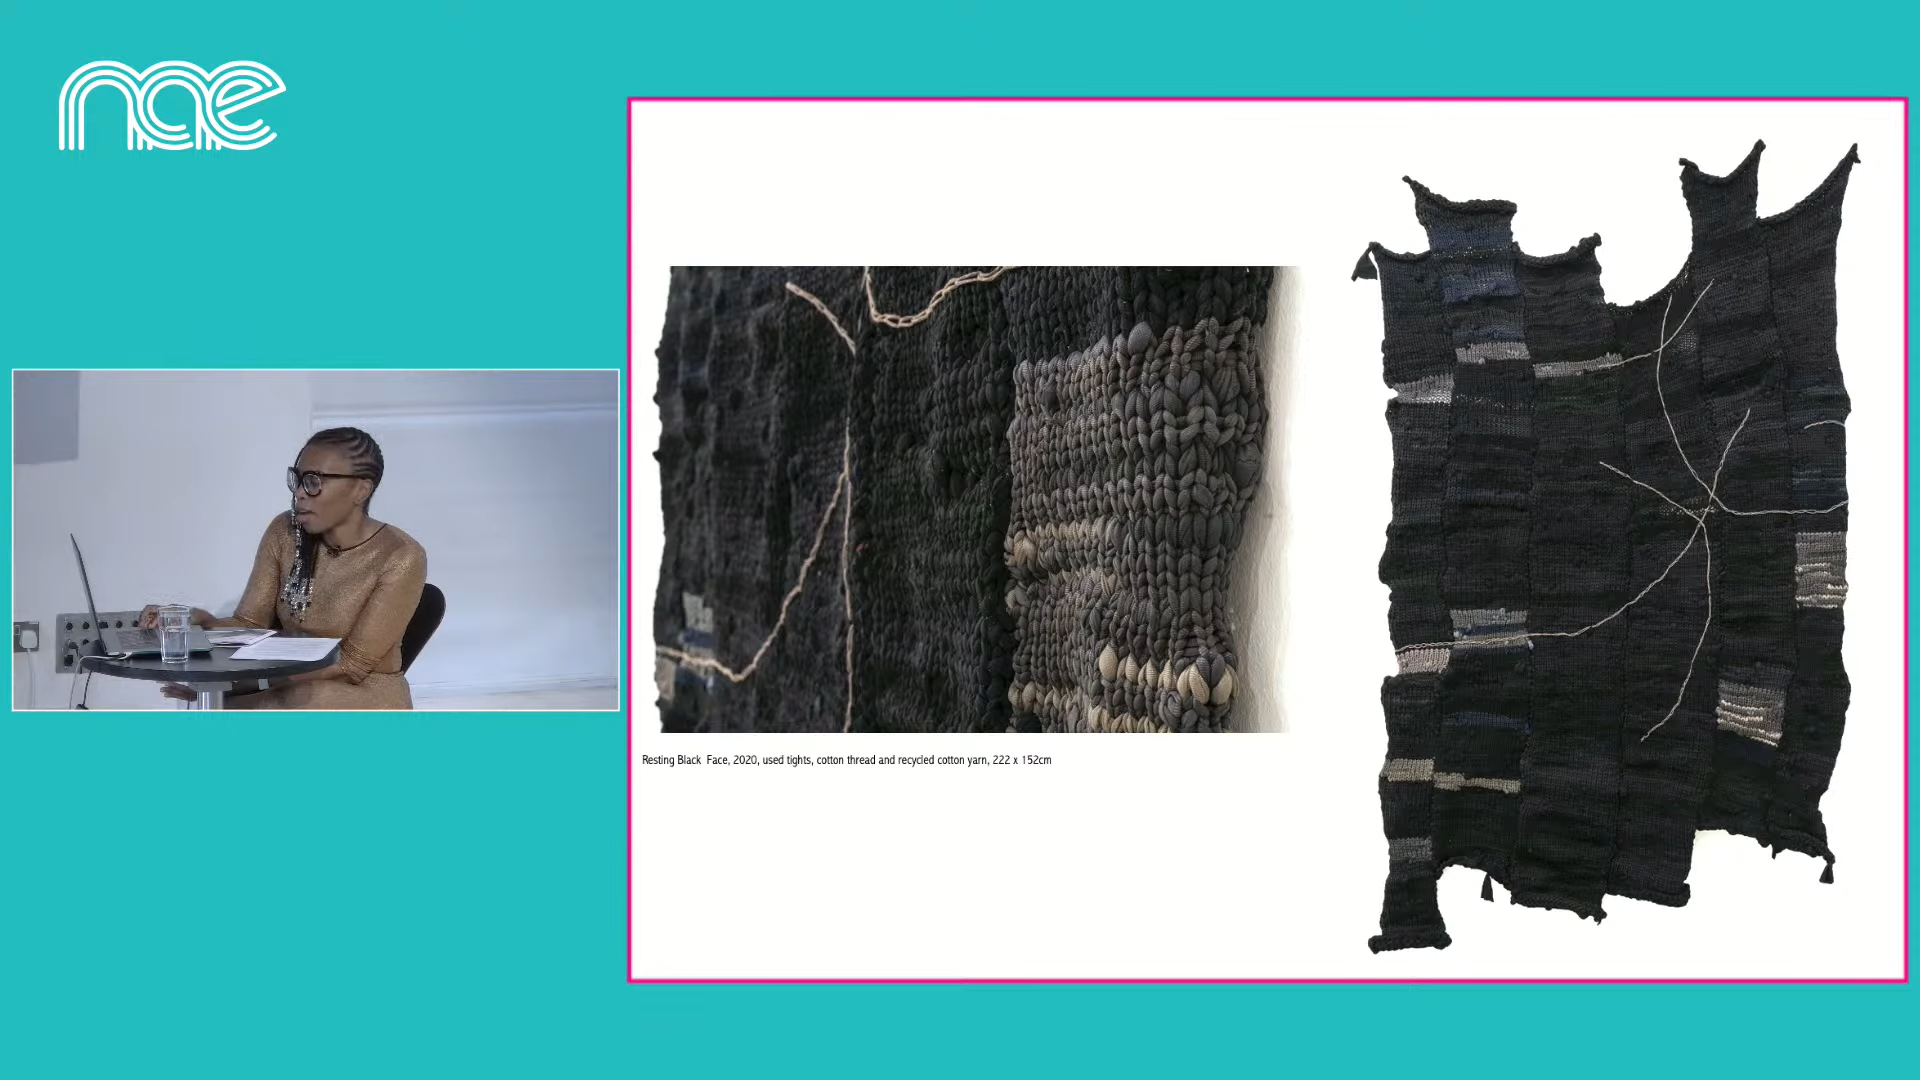 nae
Resting Black Face, 2020, used tights, cotton thread and recycled cotton yarn, 222 x 152cm